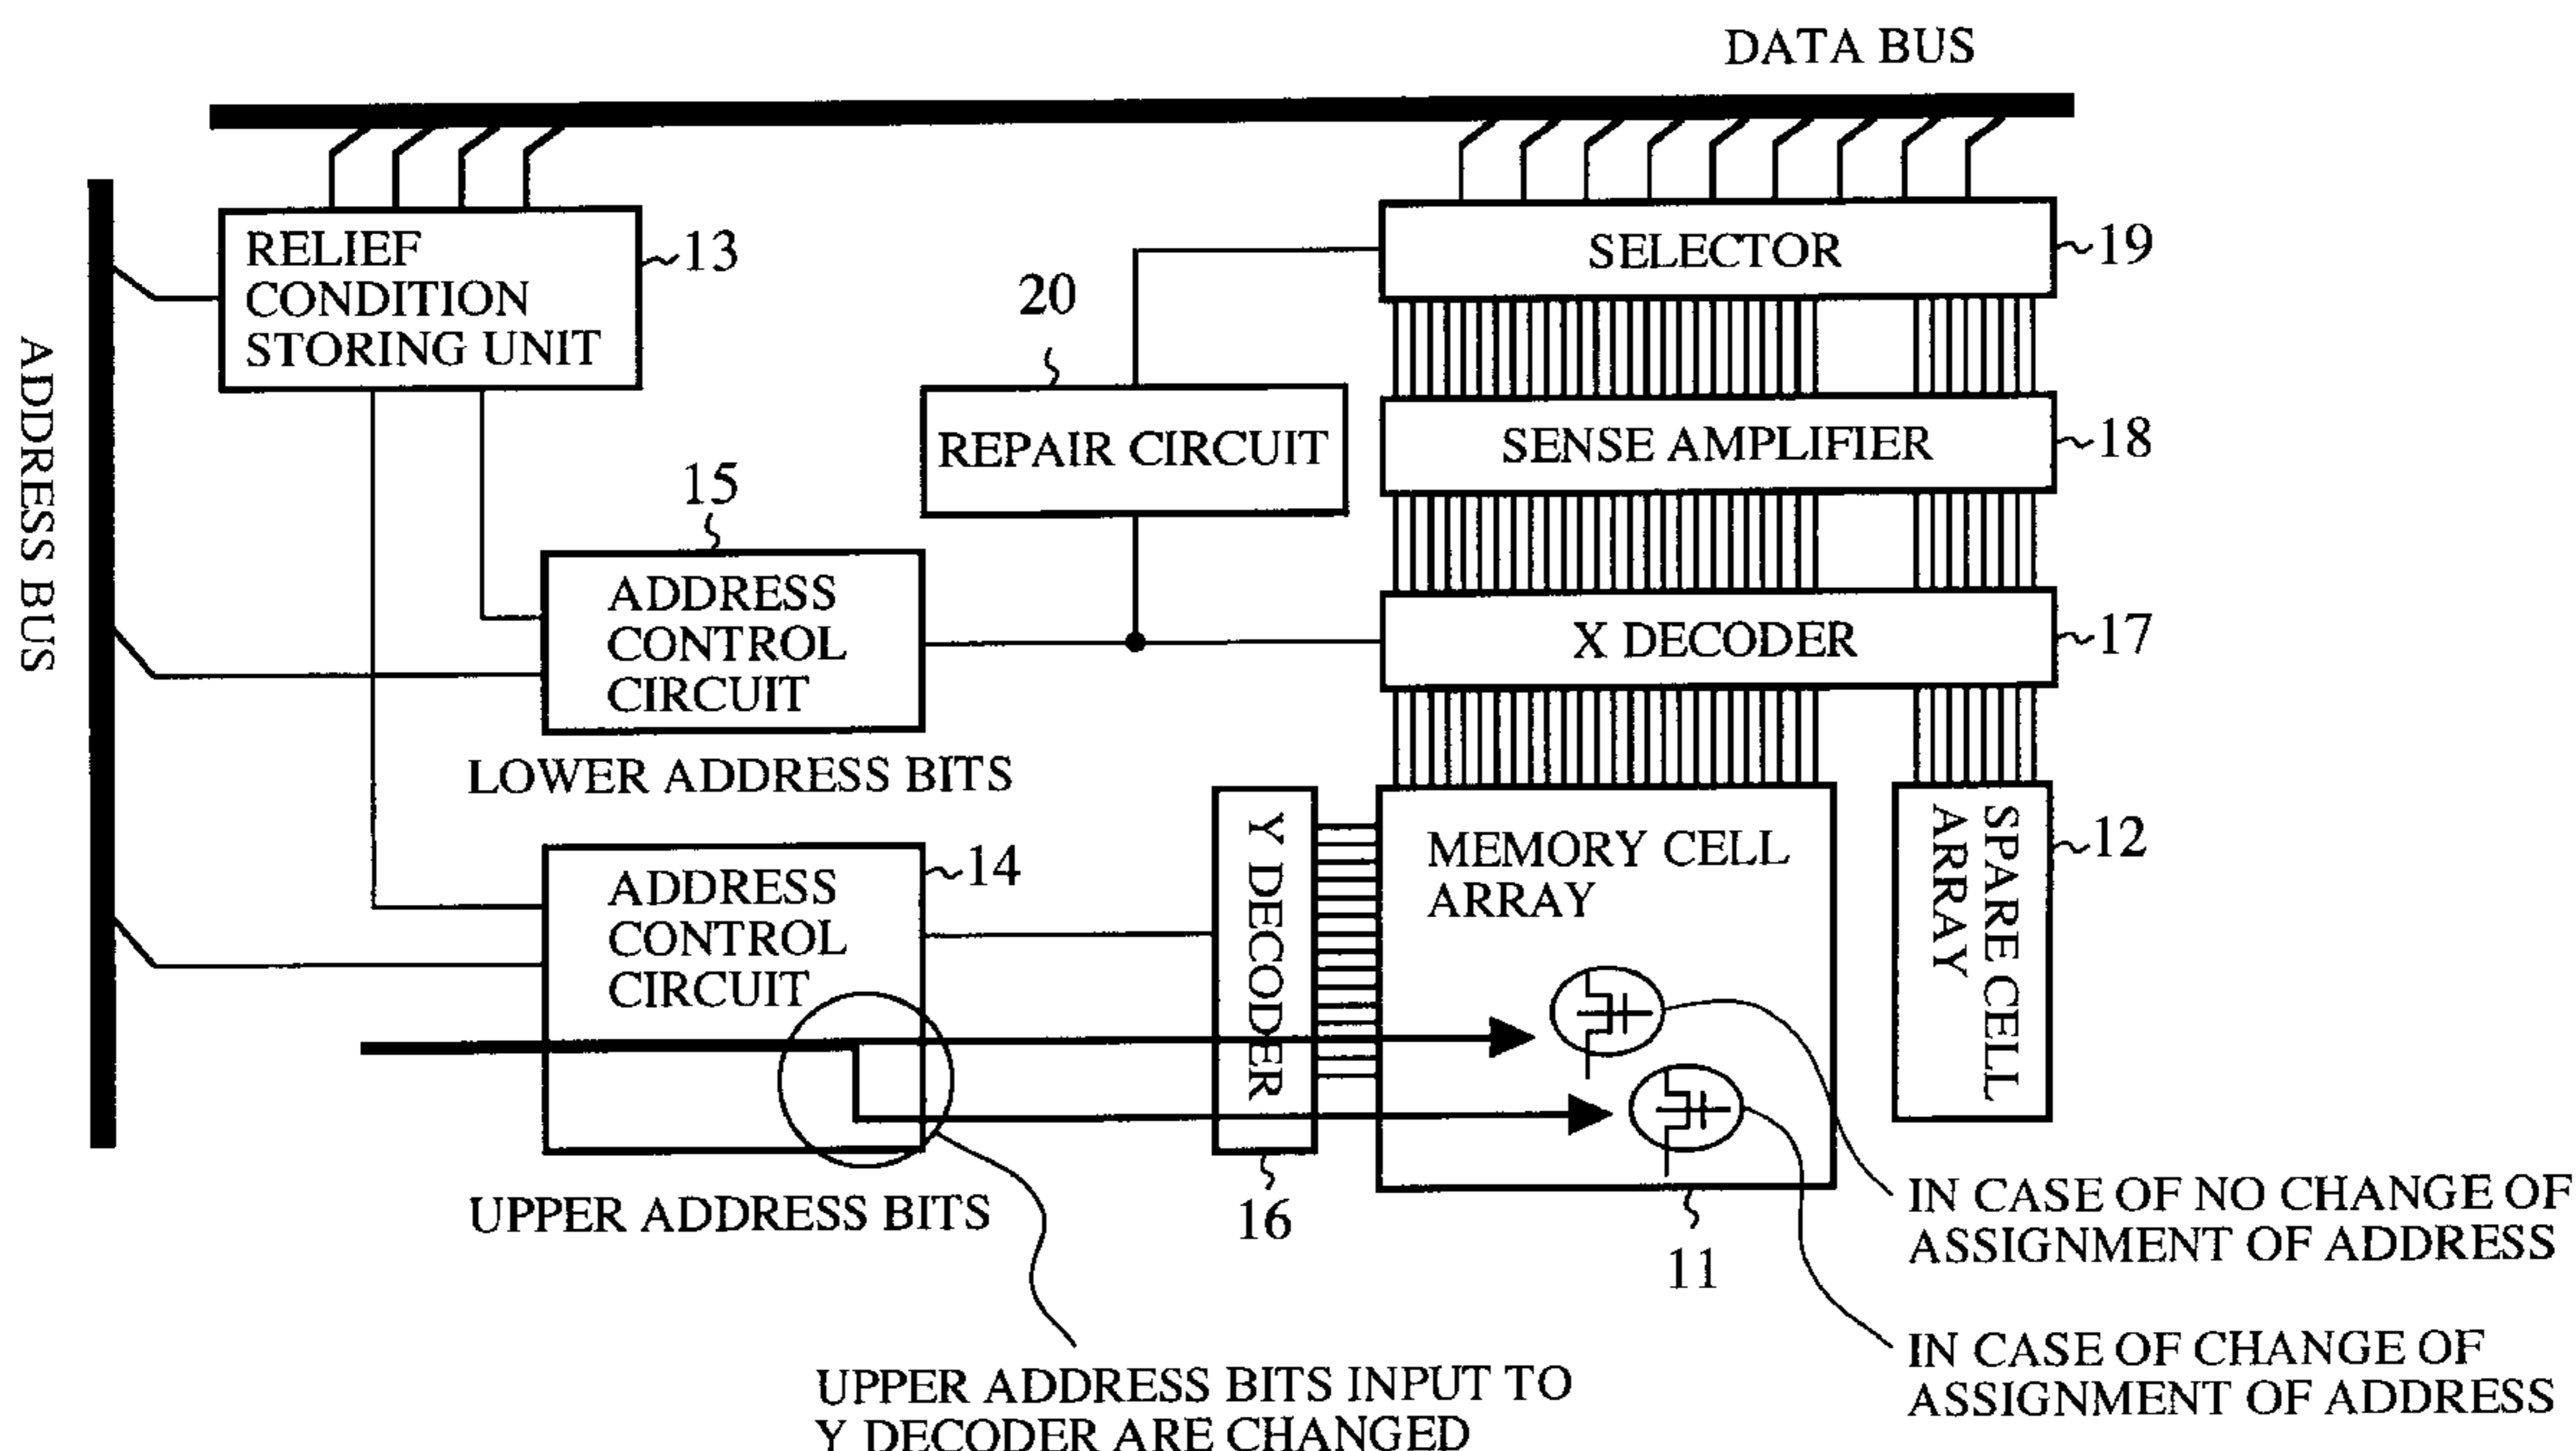 DATA BUS
ADDRESS BUS
RELIEF
CONDITION
STORING UNIT
13
20
SELECTOR
19
REPAIR CIRCUIT
SENSE AMPLIFIER
18
15
ADDRESS
CONTROL
CIRCUIT
X DECODER
17
LOWER ADDRESS BITS
ADDRESS
CONTROL
CIRCUIT
14
Y DECODER
MEMORY CELL
ARRAY
SPARE CELL
ARRAY
12
UPPER ADDRESS BITS
16
11
IN CASE OF NO CHANGE OF
ASSIGNMENT OF ADDRESS
IN CASE OF CHANGE OF
ASSIGNMENT OF ADDRESS
UPPER ADDRESS BITS INPUT TO
Y DECODER ARE CHANGED